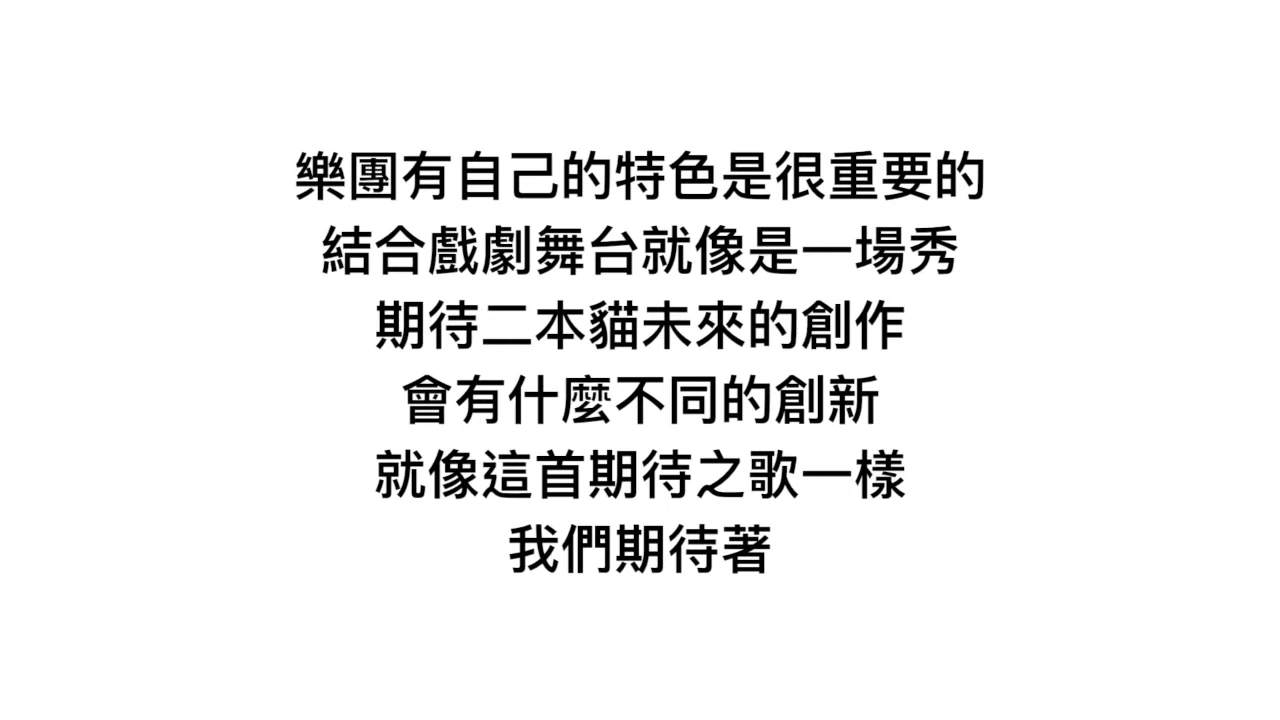 樂團有自己的特色是很重要的
結合戲劇舞台就像是一場秀
期待二本貓未來的創作
會有什麼不同的創新
就像這首期待之歌一樣
我們期待著